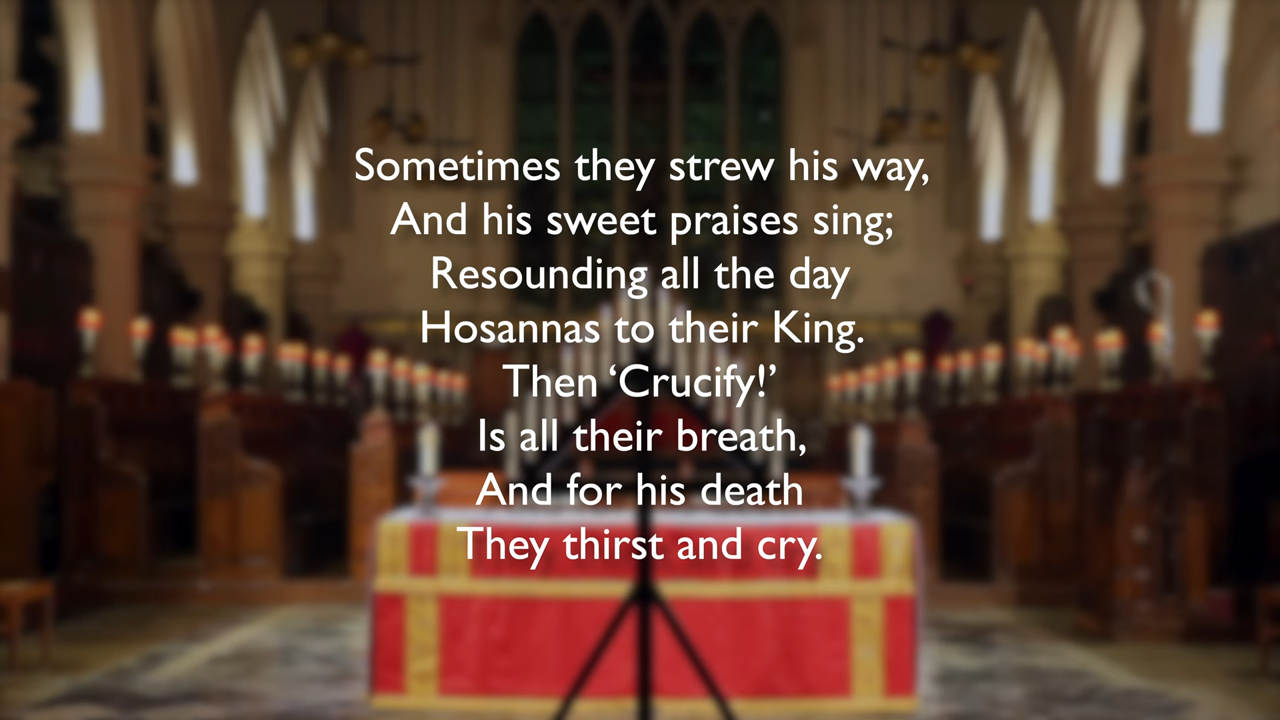 Sometimes they strew his way,
And his sweet praises sing;
Resounding all the day
Hosannas to their King.
Then ‘Crucify!’
Is all their breath,
And for his death
They thirst and cry.